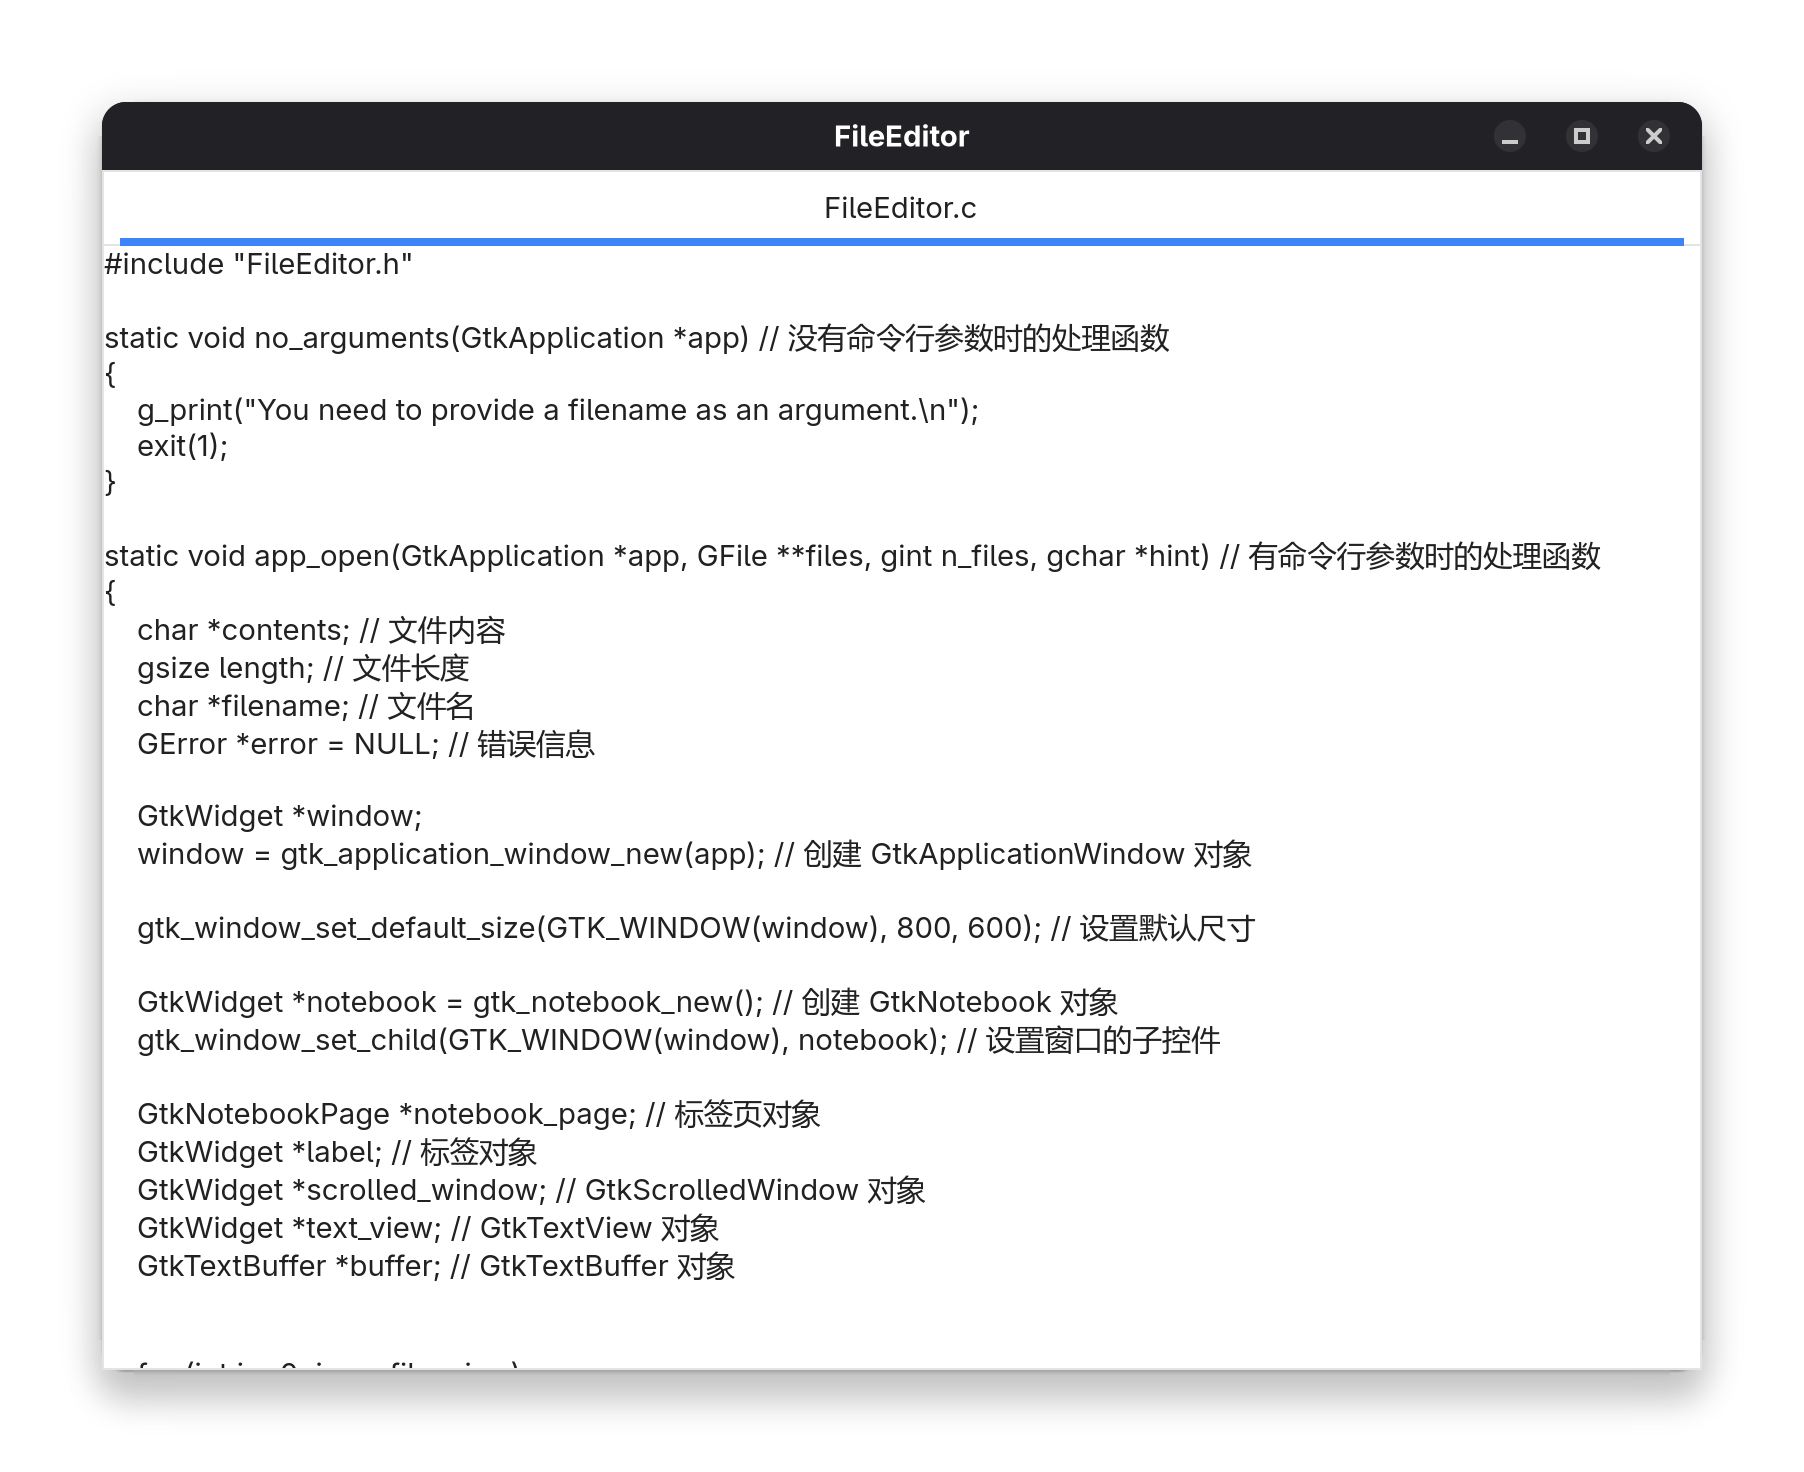 FileEditor
FileEditor.c
#include "FileEditor.h"
static void no_arguments(GtkApplication *app) // 没有命令行参数时的处理函数
{
    g_print("You need to provide a filename as an argument.\n");
    exit(1);
}
static void app_open(GtkApplication *app, GFile **files, gint n_files, gchar *hint) // 有命令行参数时的处理函数
{
    char *contents; // 文件内容
    gsize length; // 文件长度
    char *filename; // 文件名
    GError *error = NULL; // 错误信息
    GtkWidget *window;
    window = gtk_application_window_new(app); // 创建 GtkApplicationWindow 对象
    gtk_window_set_default_size(GTK_WINDOW(window), 800, 600); // 设置默认尺寸
    GtkWidget *notebook = gtk_notebook_new(); // 创建 GtkNotebook 对象
    gtk_window_set_child(GTK_WINDOW(window), notebook); // 设置窗口的子控件
    GtkNotebookPage *notebook_page; // 标签页对象
    GtkWidget *label; // 标签对象
    GtkWidget *scrolled_window; // GtkScrolledWindow 对象
    GtkWidget *text_view; // GtkTextView 对象
    GtkTextBuffer *buffer; // GtkTextBuffer 对象